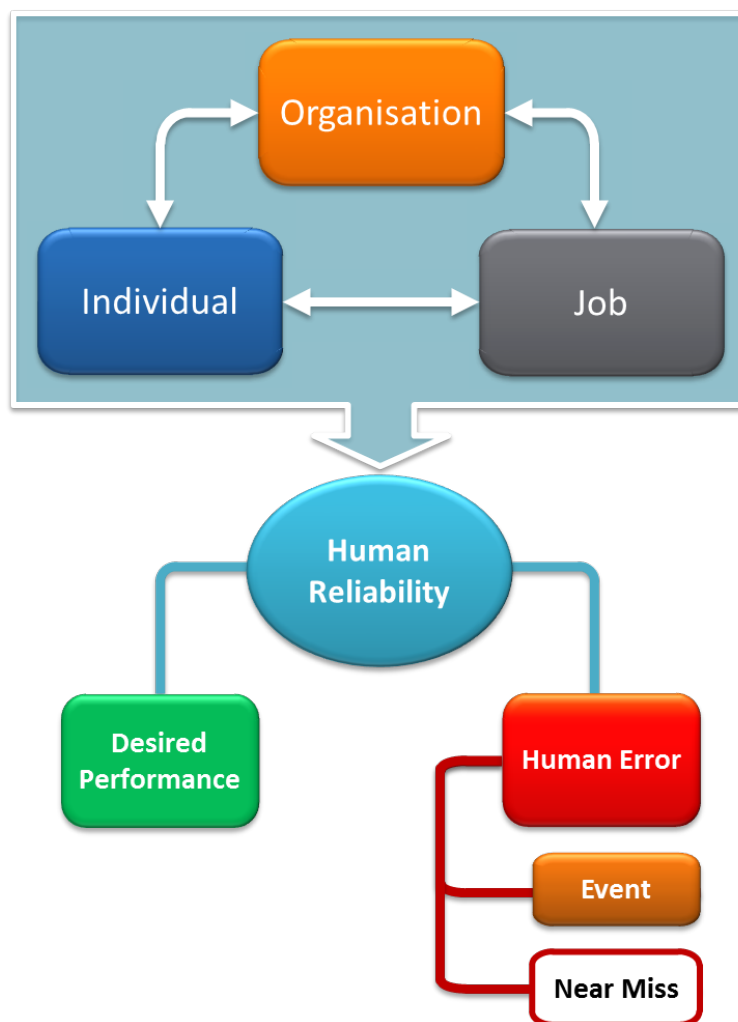 Organisation
Individual
Job
Human
Reliability
Desired
Performance
Human Error
Event
Near Miss